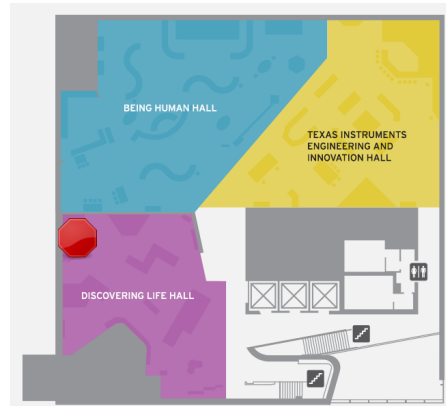 BEING HUMAN HALL
TEXAS INSTRUMENTS
ENGINEERING AND
INNOVATION HALL
DISCOVERING LIFE HALL